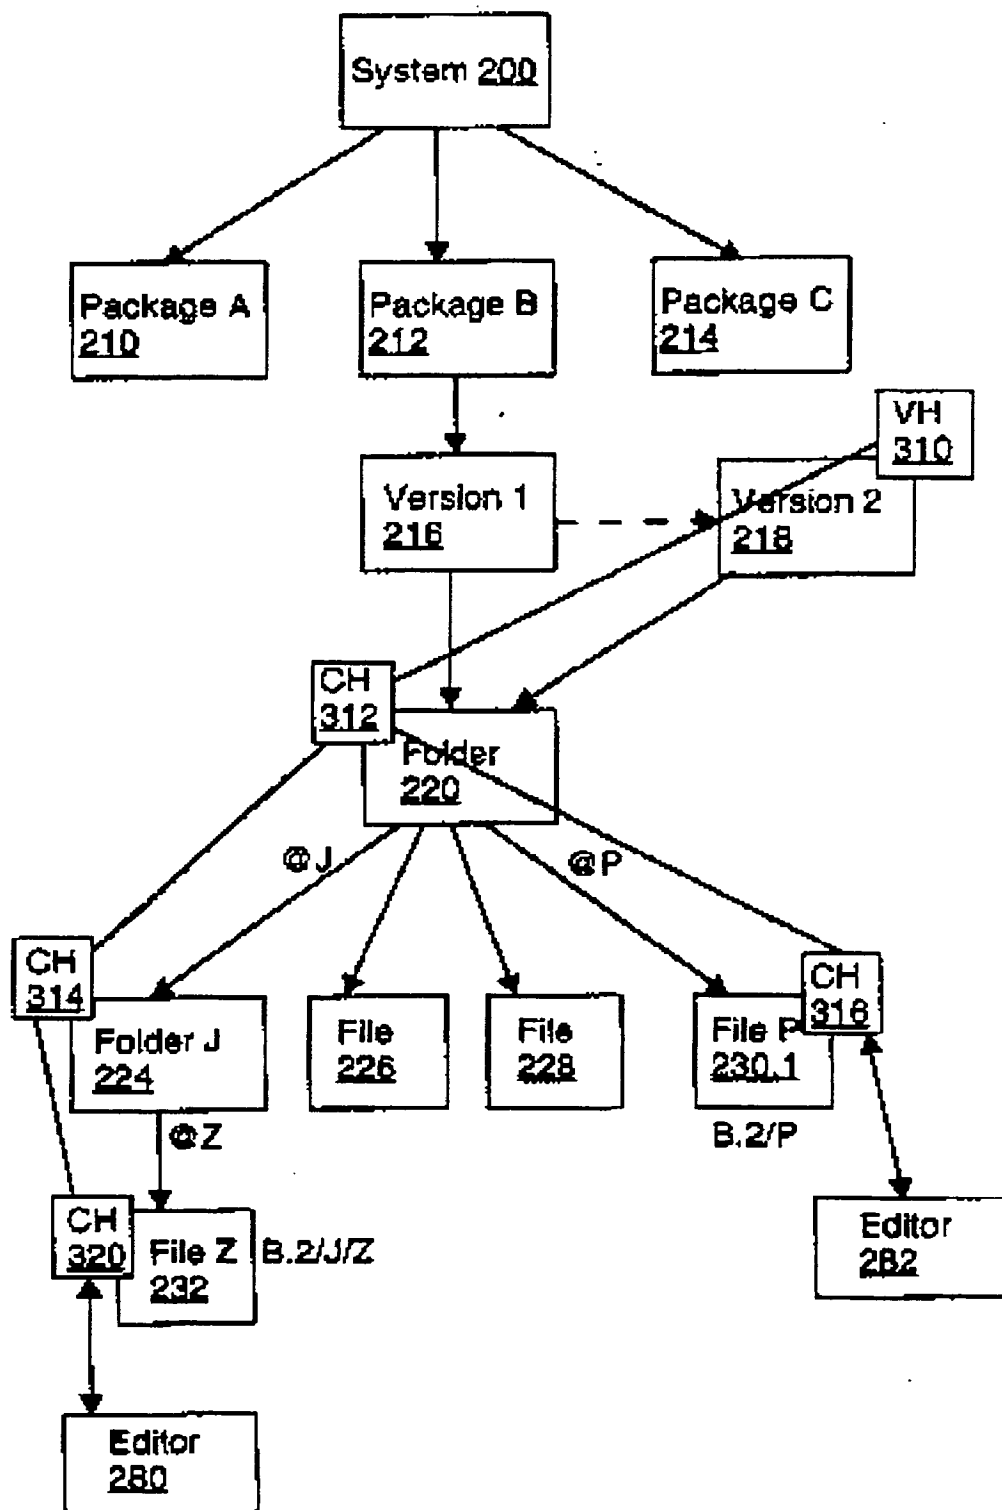 System 200
Package A
210
Package B
212
Package C
214
VH
310
Version 1
216
Version 2
218
CH
312
Folder
220
@J
@P
CH
314
Folder J
224
File
226
File
228
File P
230.1
CH
316
@Z
B.2/P
CH
320
File Z
232
B.2/J/Z
Editor
282
Editor
280